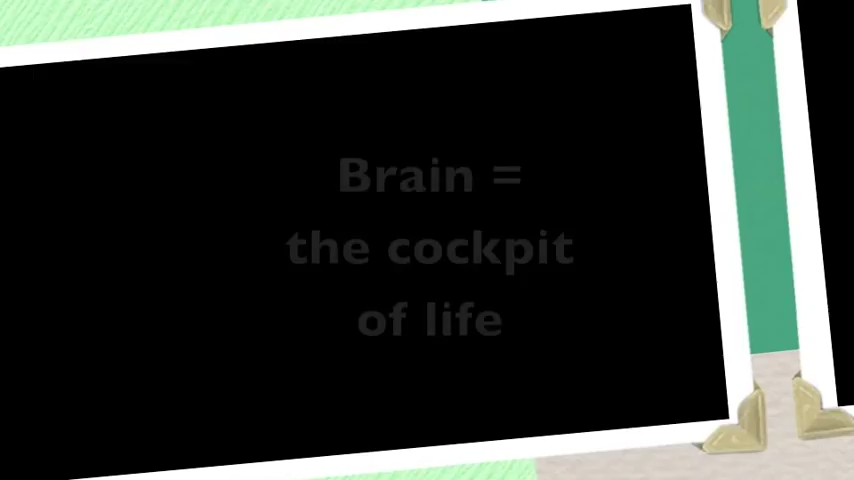 Brain =
the cockpit
of life